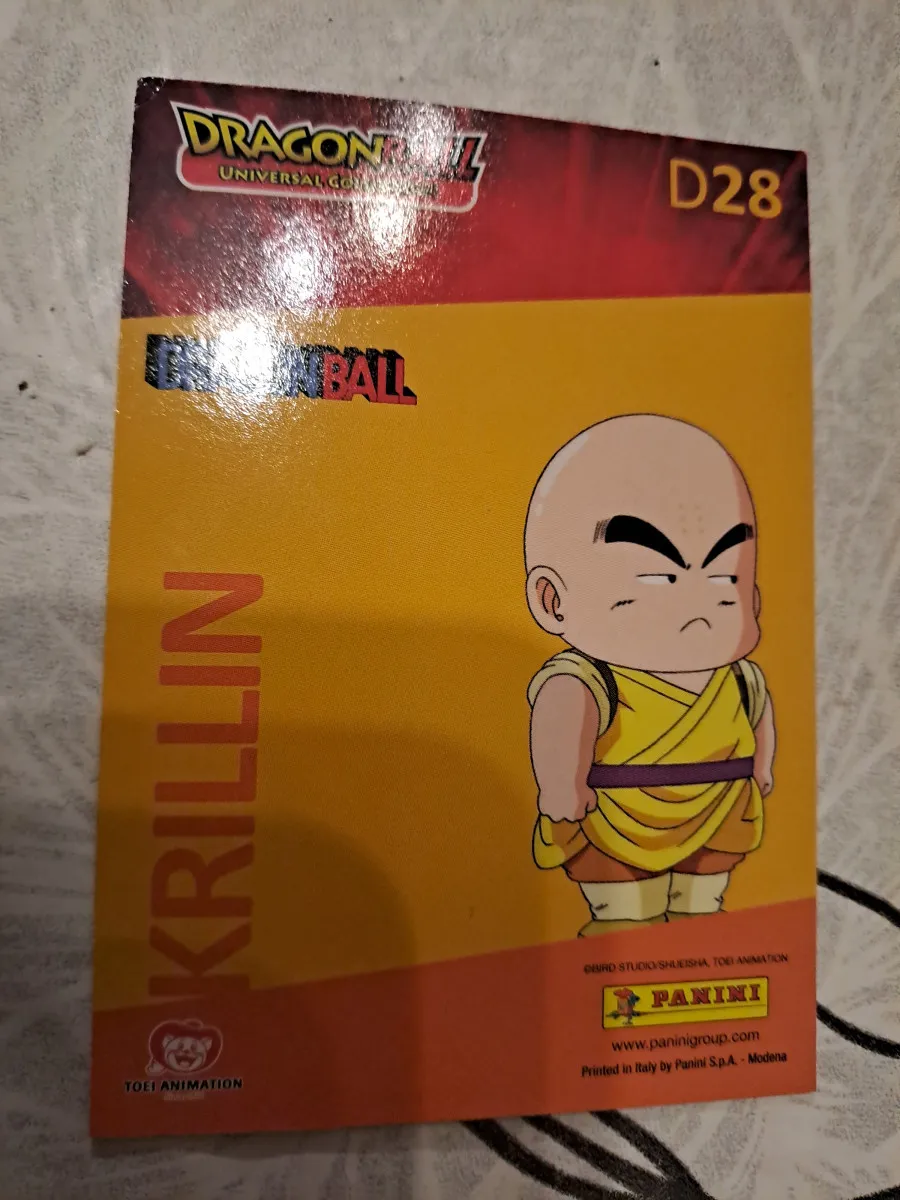 DRAGON BALL
UNIVERSAL
D28
DRAGONBALL
KRILLIN
©BIRD STUDIO/SHUEISHA, TOEI ANIMATION
PANINI
www.paninigroup.com
Printed in Italy by Panini S.p.A. - Modena
TOEI ANIMATION